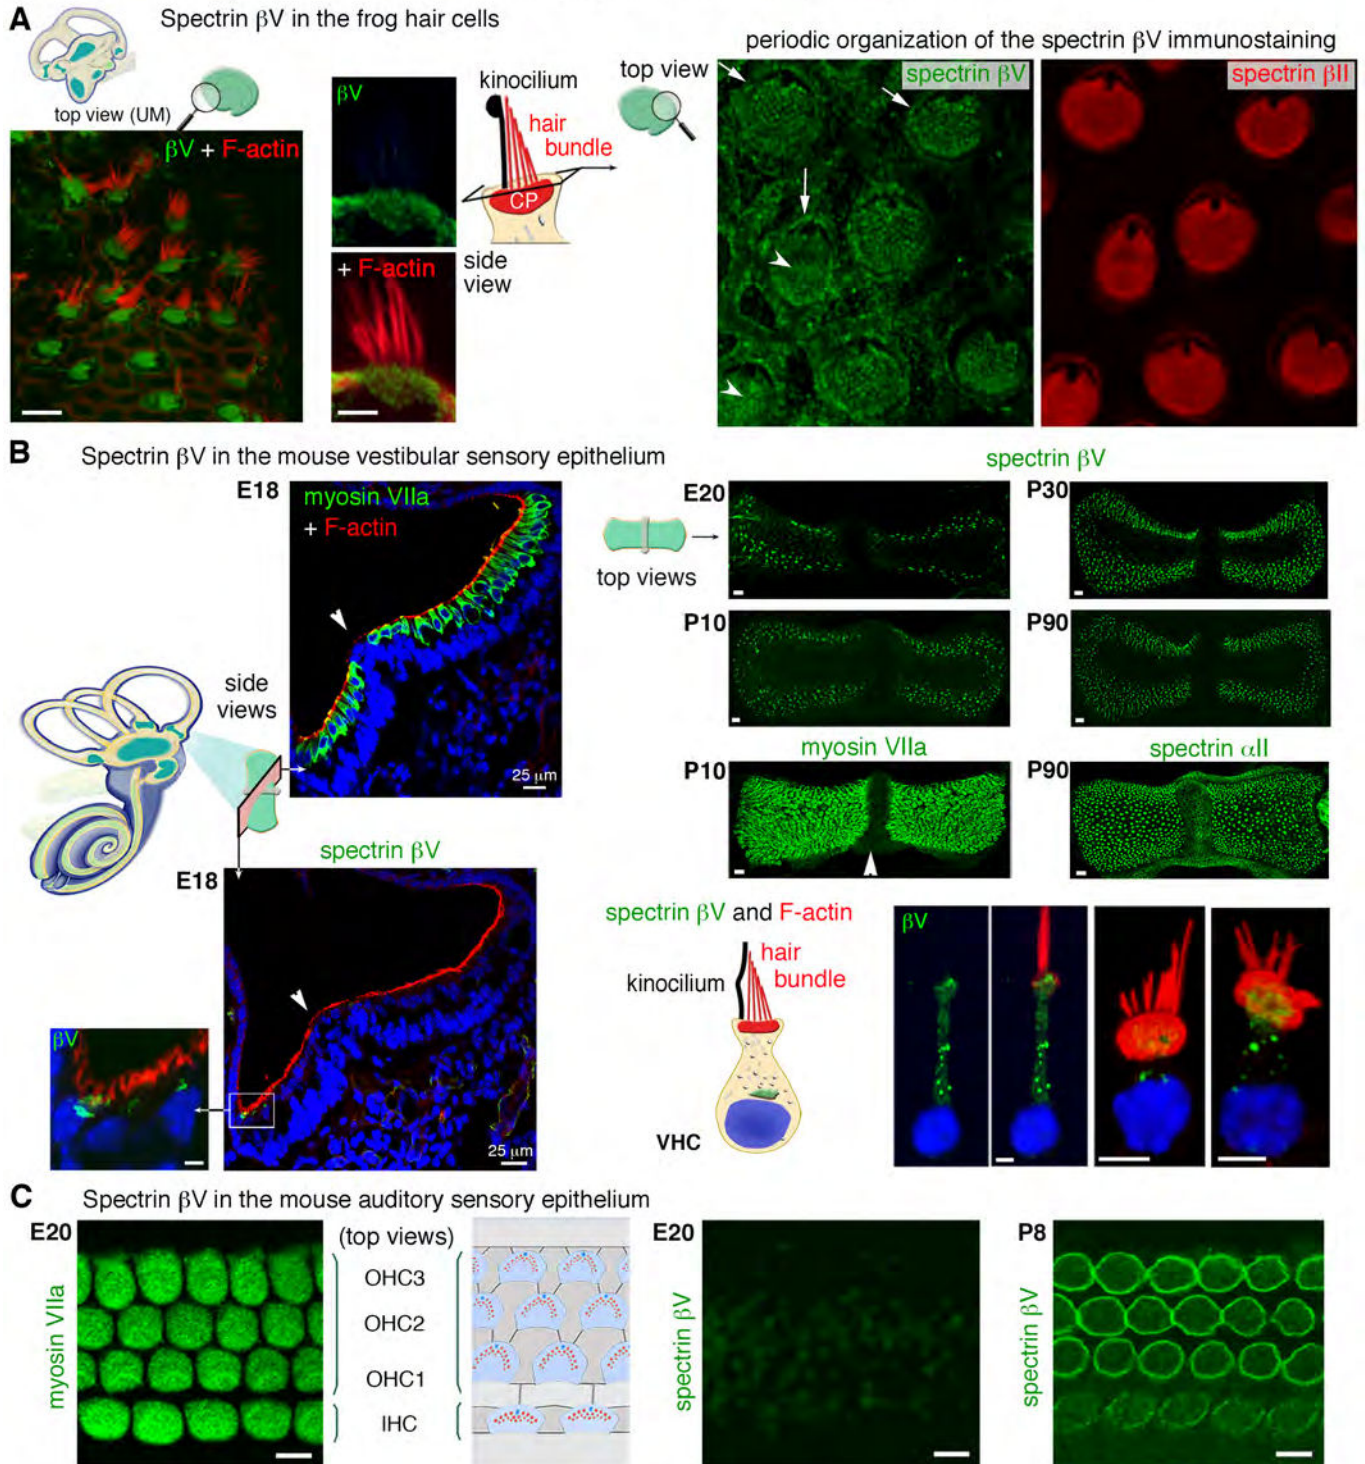 A
Spectrin βV in the frog hair cells
top view (UM)
βV + F-actin
βV
+ F-actin
side
view
kinocilium
hair
bundle
CP
periodic organization of the spectrin βV immunostaining
top view
spectrin βV
spectrin βII
B
Spectrin βV in the mouse vestibular sensory epithelium
E18
myosin VIIa
+ F-actin
25 μm
side
views
spectrin βV
E18
25 μm
βV
top views
spectrin βV
E20
P30
P10
P90
myosin VIIa
spectrin αII
P10
P90
spectrin βV and F-actin
kinocilium
hair
bundle
VHC
βV
C
Spectrin βV in the mouse auditory sensory epithelium
E20
myosin VIIa
(top views)
OHC3
OHC2
OHC1
IHC
E20
spectrin βV
P8
spectrin βV